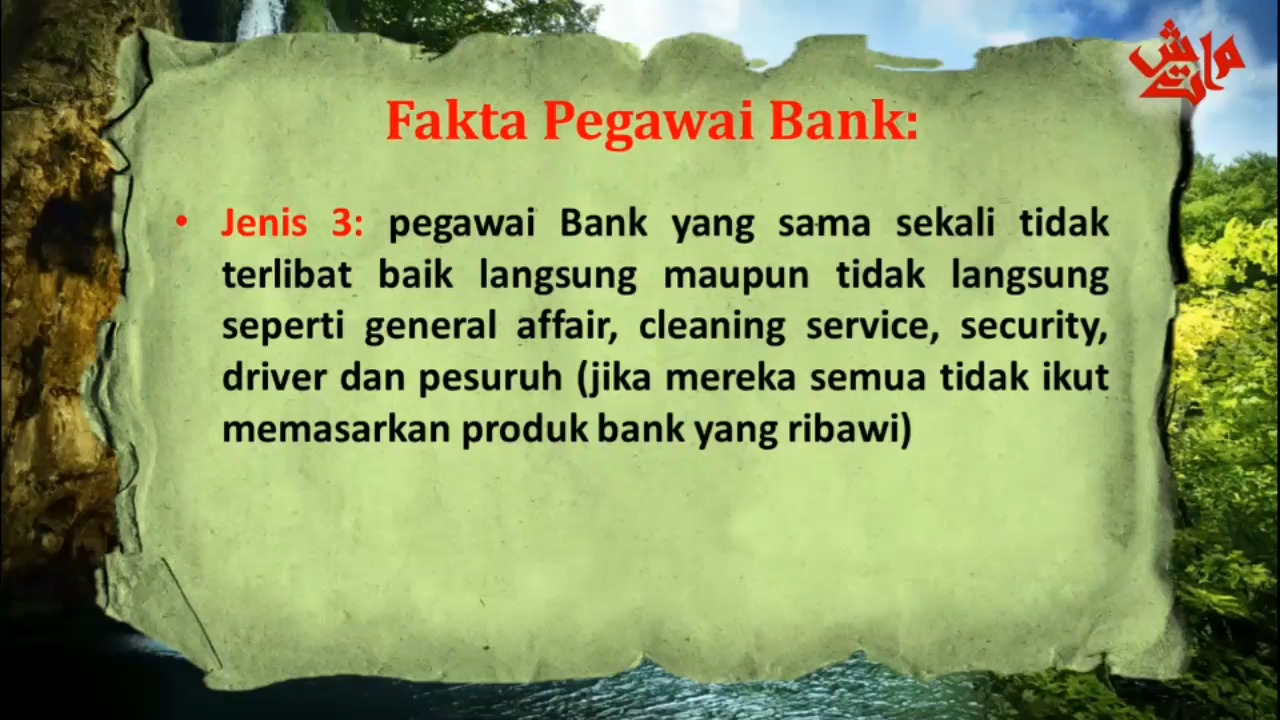 Fakta Pegawai Bank:
• Jenis 3: pegawai Bank yang sama sekali tidak
terlibat baik langsung maupun tidak langsung
seperti general affair, cleaning service, security,
driver dan pesuruh (jika mereka semua tidak ikut
memasarkan produk bank yang ribawi)